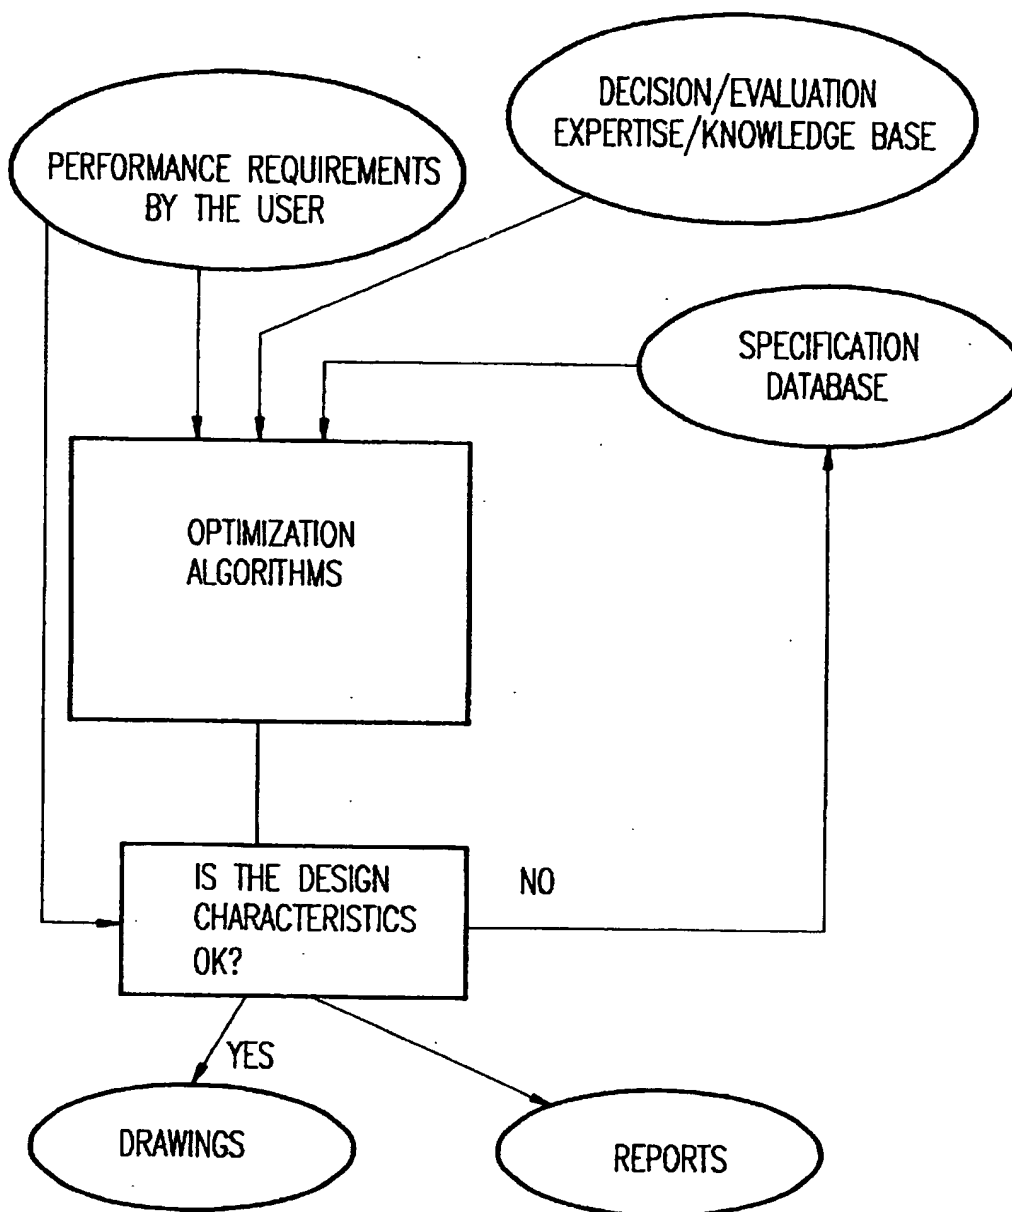 DECISION/EVALUATION
EXPERTISE/KNOWLEDGE BASE
PERFORMANCE REQUIREMENTS
BY THE USER
SPECIFICATION
DATABASE
OPTIMIZATION
ALGORITHMS
IS THE DESIGN
CHARACTERISTICS
OK?
NO
YES
DRAWINGS
REPORTS